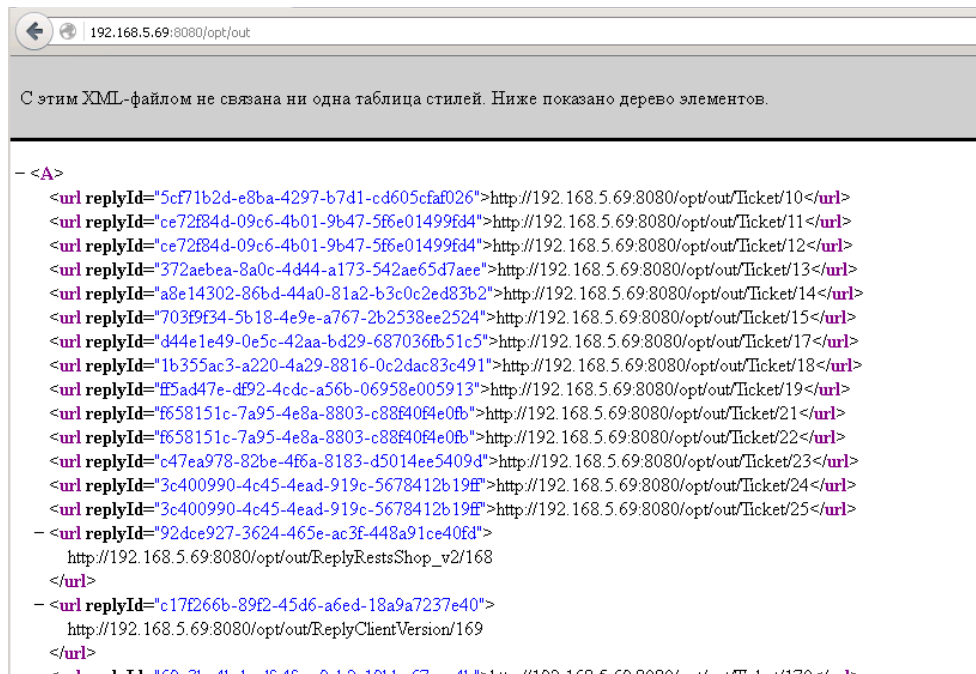 192.168.5.69:8080/opt/out
С этим XML-файлом не связана ни одна таблица стилей. Ниже показано дерево элементов.
− <A>
<url replyId="5cf71b2d-e8ba-4297-b7d1-cd605cfaf026">http://192.168.5.69:8080/opt/out/Ticket/10</url>
<url replyId="ce72f84d-09c6-4b01-9b47-5f6e01499fd4">http://192.168.5.69:8080/opt/out/Ticket/11</url>
<url replyId="ce72f84d-09c6-4b01-9b47-5f6e01499fd4">http://192.168.5.69:8080/opt/out/Ticket/12</url>
<url replyId="372aebea-8a0c-4d44-a173-542ae65d7aee">http://192.168.5.69:8080/opt/out/Ticket/13</url>
<url replyId="a8e14302-86bd-44a0-81a2-b3c0c2ed83b2">http://192.168.5.69:8080/opt/out/Ticket/14</url>
<url replyId="703f9f34-5b18-4e9e-a767-2b2538ee2524">http://192.168.5.69:8080/opt/out/Ticket/15</url>
<url replyId="d44e1e49-0e5c-42aa-bd29-687036fb51c5">http://192.168.5.69:8080/opt/out/Ticket/17</url>
<url replyId="1b355ac3-a220-4a29-8816-0c2dac83c491">http://192.168.5.69:8080/opt/out/Ticket/18</url>
<url replyId="ff5ad47e-df92-4cdc-a56b-06958e005913">http://192.168.5.69:8080/opt/out/Ticket/19</url>
<url replyId="f658151c-7a95-4e8a-8803-c88f40f4e0fb">http://192.168.5.69:8080/opt/out/Ticket/21</url>
<url replyId="f658151c-7a95-4e8a-8803-c88f40f4e0fb">http://192.168.5.69:8080/opt/out/Ticket/22</url>
<url replyId="c47ea978-82be-4f6a-8183-d5014ee5409d">http://192.168.5.69:8080/opt/out/Ticket/23</url>
<url replyId="3c400990-4c45-4ead-919c-5678412b19ff">http://192.168.5.69:8080/opt/out/Ticket/24</url>
<url replyId="3c400990-4c45-4ead-919c-5678412b19ff">http://192.168.5.69:8080/opt/out/Ticket/25</url>
− <url replyId="92dce927-3624-465e-ac3f-448a91ce40fd">
http://192.168.5.69:8080/opt/out/ReplyRestsShop_v2/168
</url>
− <url replyId="c17f266b-89f2-45d6-a6ed-18a9a7237e40">
http://192.168.5.69:8080/opt/out/ReplyClientVersion/169
</url>